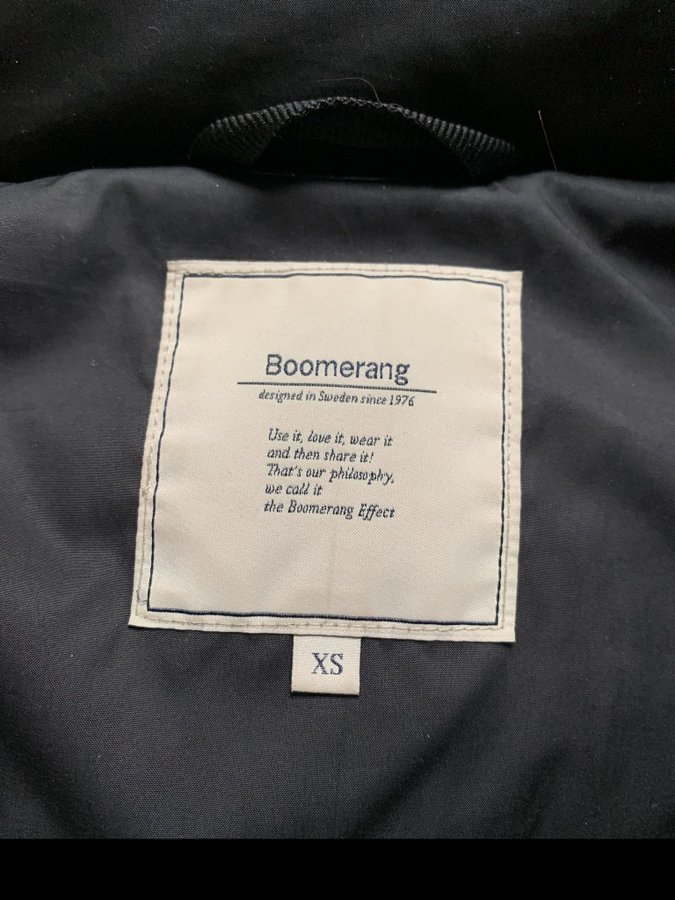 Boomerang
designed in Sweden since 1976
Use it, love it, wear it
and then share it!
That's our philosophy,
we call it
the Boomerang Effect
XS